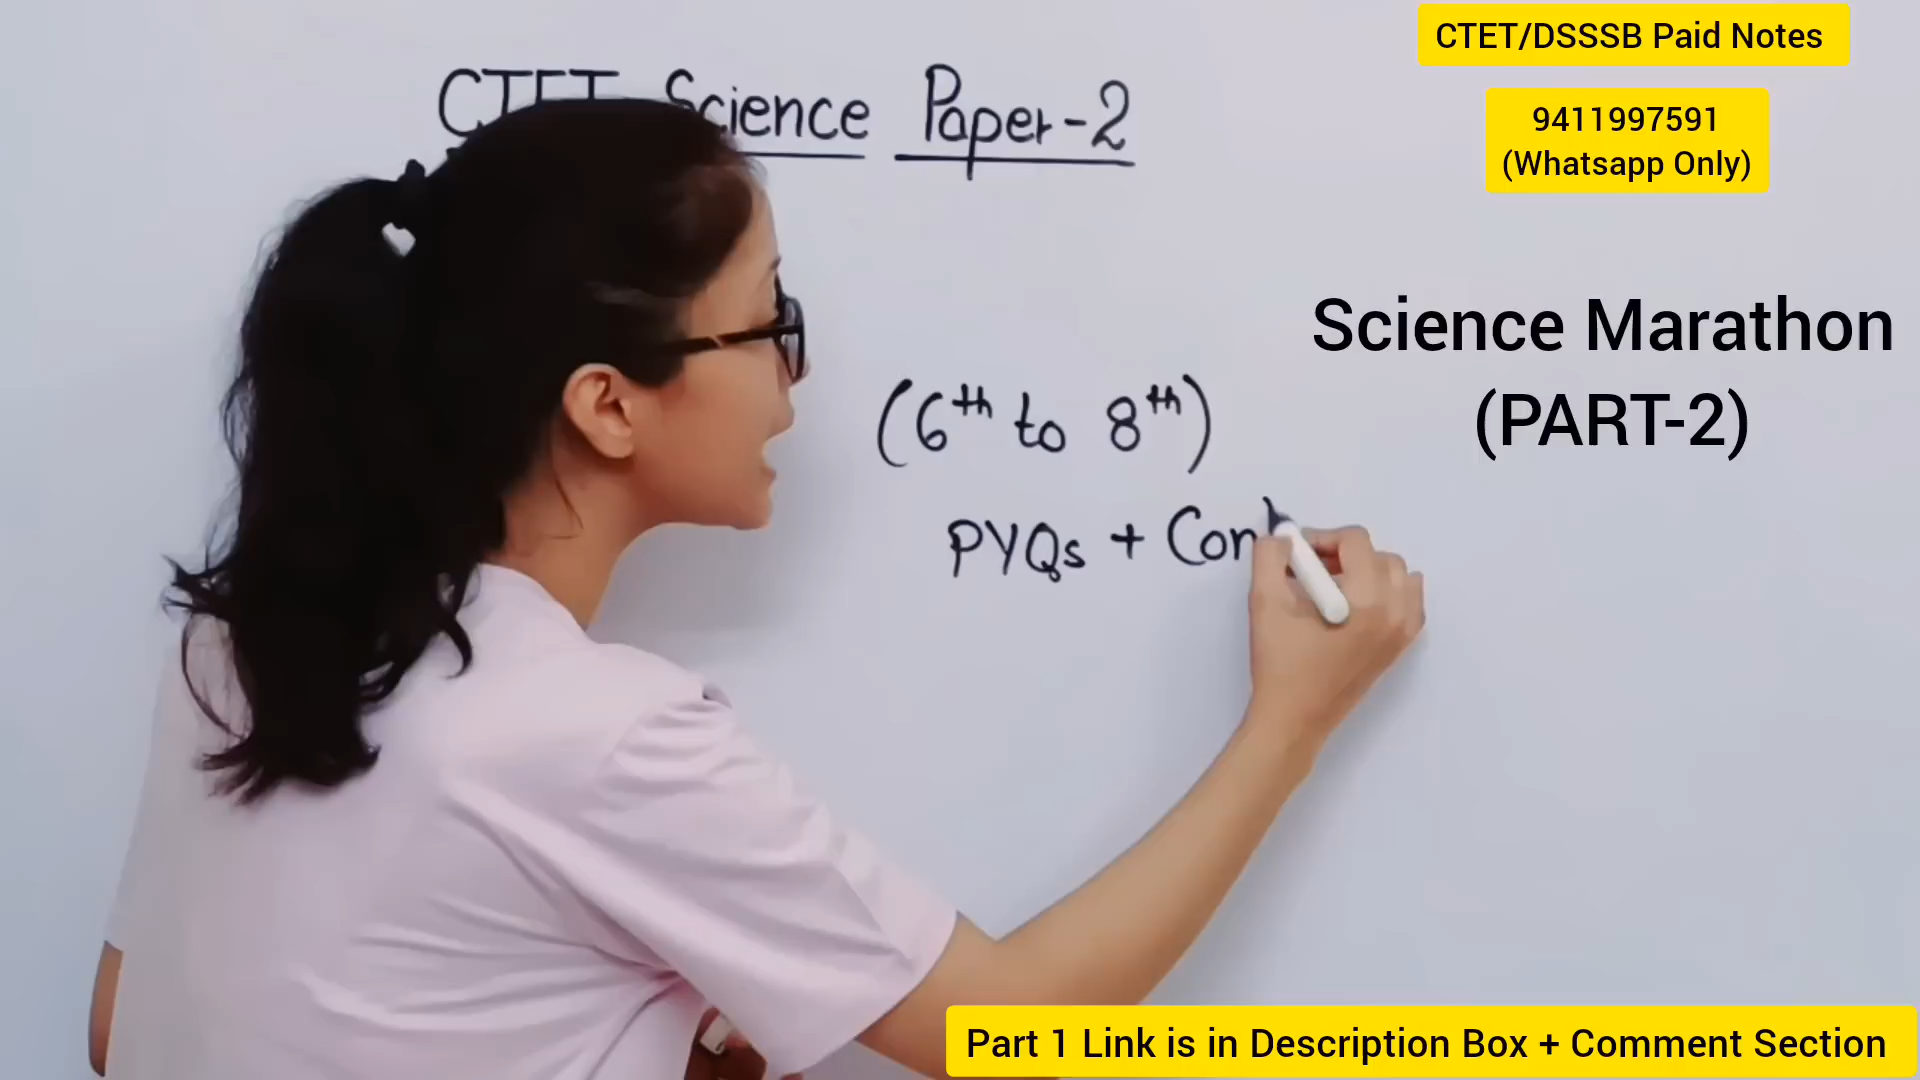 CTET Science Paper-2
(6th to 8th)
PYQs + Con
CTET/DSSSB Paid Notes
9411997591
(Whatsapp Only)
Science Marathon
(PART-2)
Part 1 Link is in Description Box + Comment Section